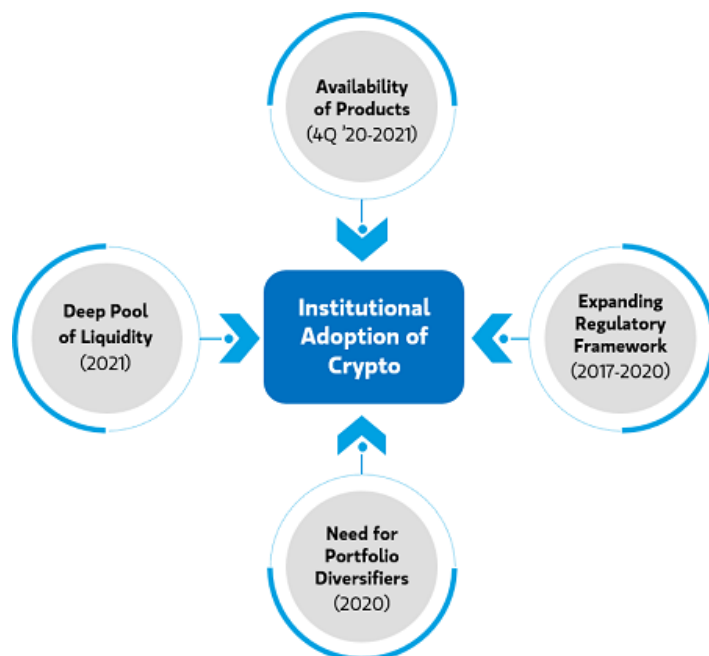 Availability
of Products
(4Q '20-2021)
Deep Pool
of Liquidity
(2021)
Institutional
Adoption of
Crypto
Expanding
Regulatory
Framework
(2017-2020)
Need for
Portfolio
Diversifiers
(2020)